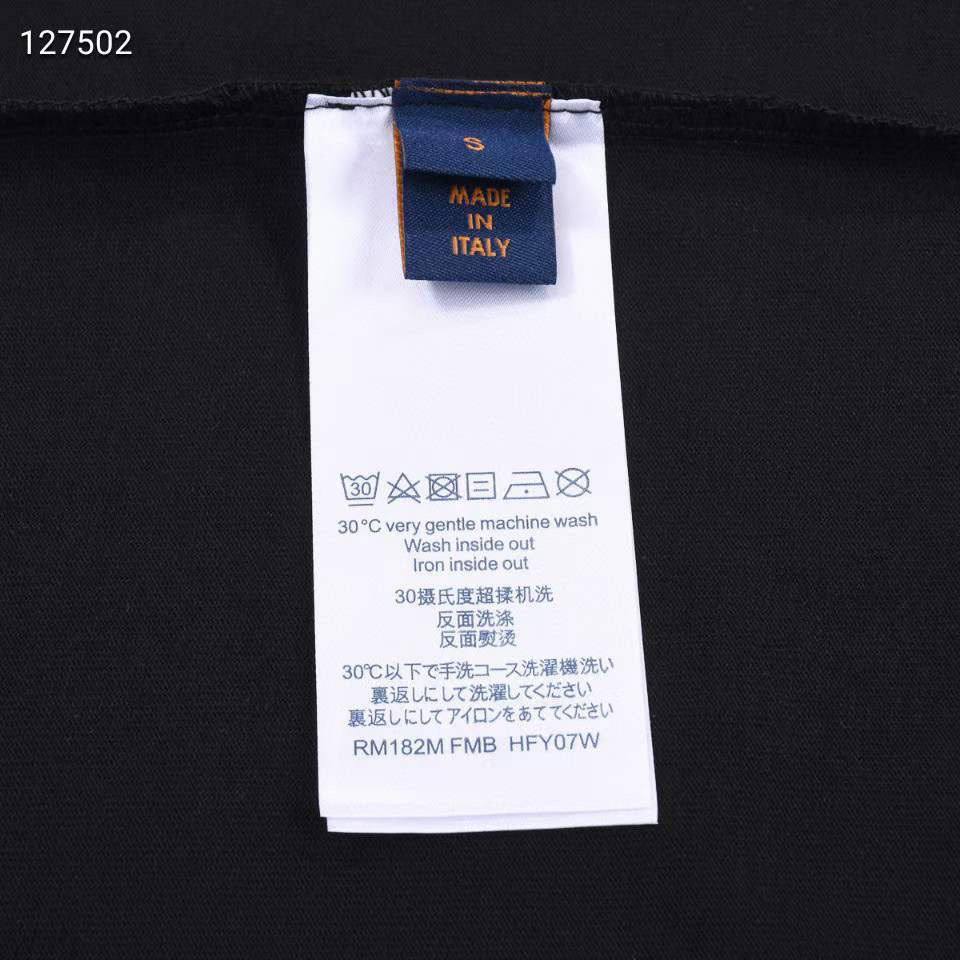 127502
S
MADE
IN
ITALY
30
30°C very gentle machine wash
Wash inside out
Iron inside out
30摄氏度超揉机洗
反面洗涤
反面熨烫
30℃以下で手洗コース洗濯機洗い
裏返しにして洗濯してください
裏返しにしてアイロンをあててください
RM182M FMB HFY07W